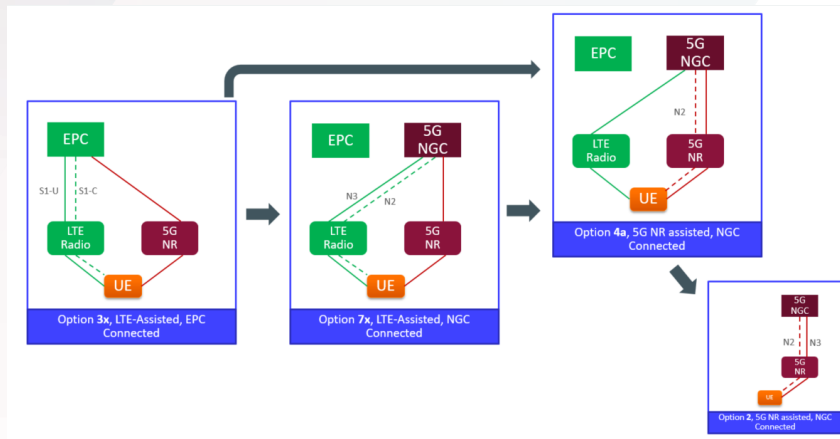 EPC
S1-U
S1-C
LTE
Radio
5G
NR
UE
Option 3x, LTE-Assisted, EPC
Connected
EPC
5G
NGC
N3
N2
LTE
Radio
5G
NR
UE
Option 7x, LTE-Assisted, NGC
Connected
EPC
5G
NGC
N2
LTE
Radio
5G
NR
UE
Option 4a, 5G NR assisted, NGC
Connected
5G
NGC
N2
N3
5G
NR
UE
Option 2, 5G NR assisted, NGC
Connected